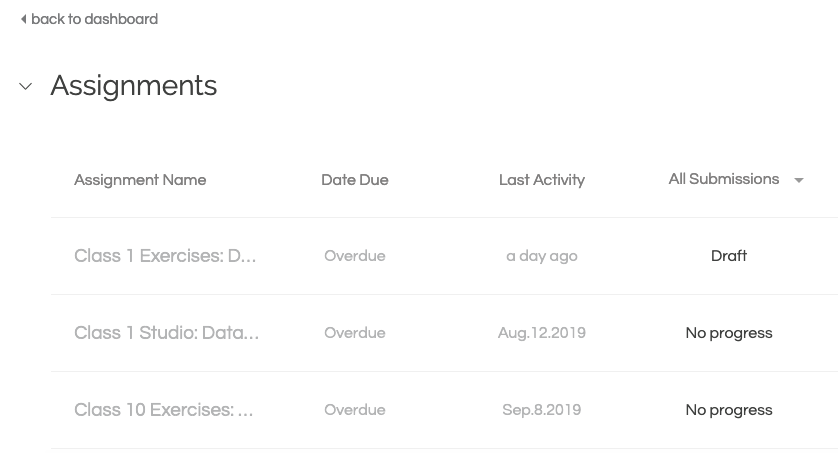 back to dashboard
Assignments
Assignment Name Date Due Last Activity All Submissions
Class 1 Exercises: D... Overdue a day ago Draft
Class 1 Studio: Data... Overdue Aug.12.2019 No progress
Class 10 Exercises: ... Overdue Sep.8.2019 No progress